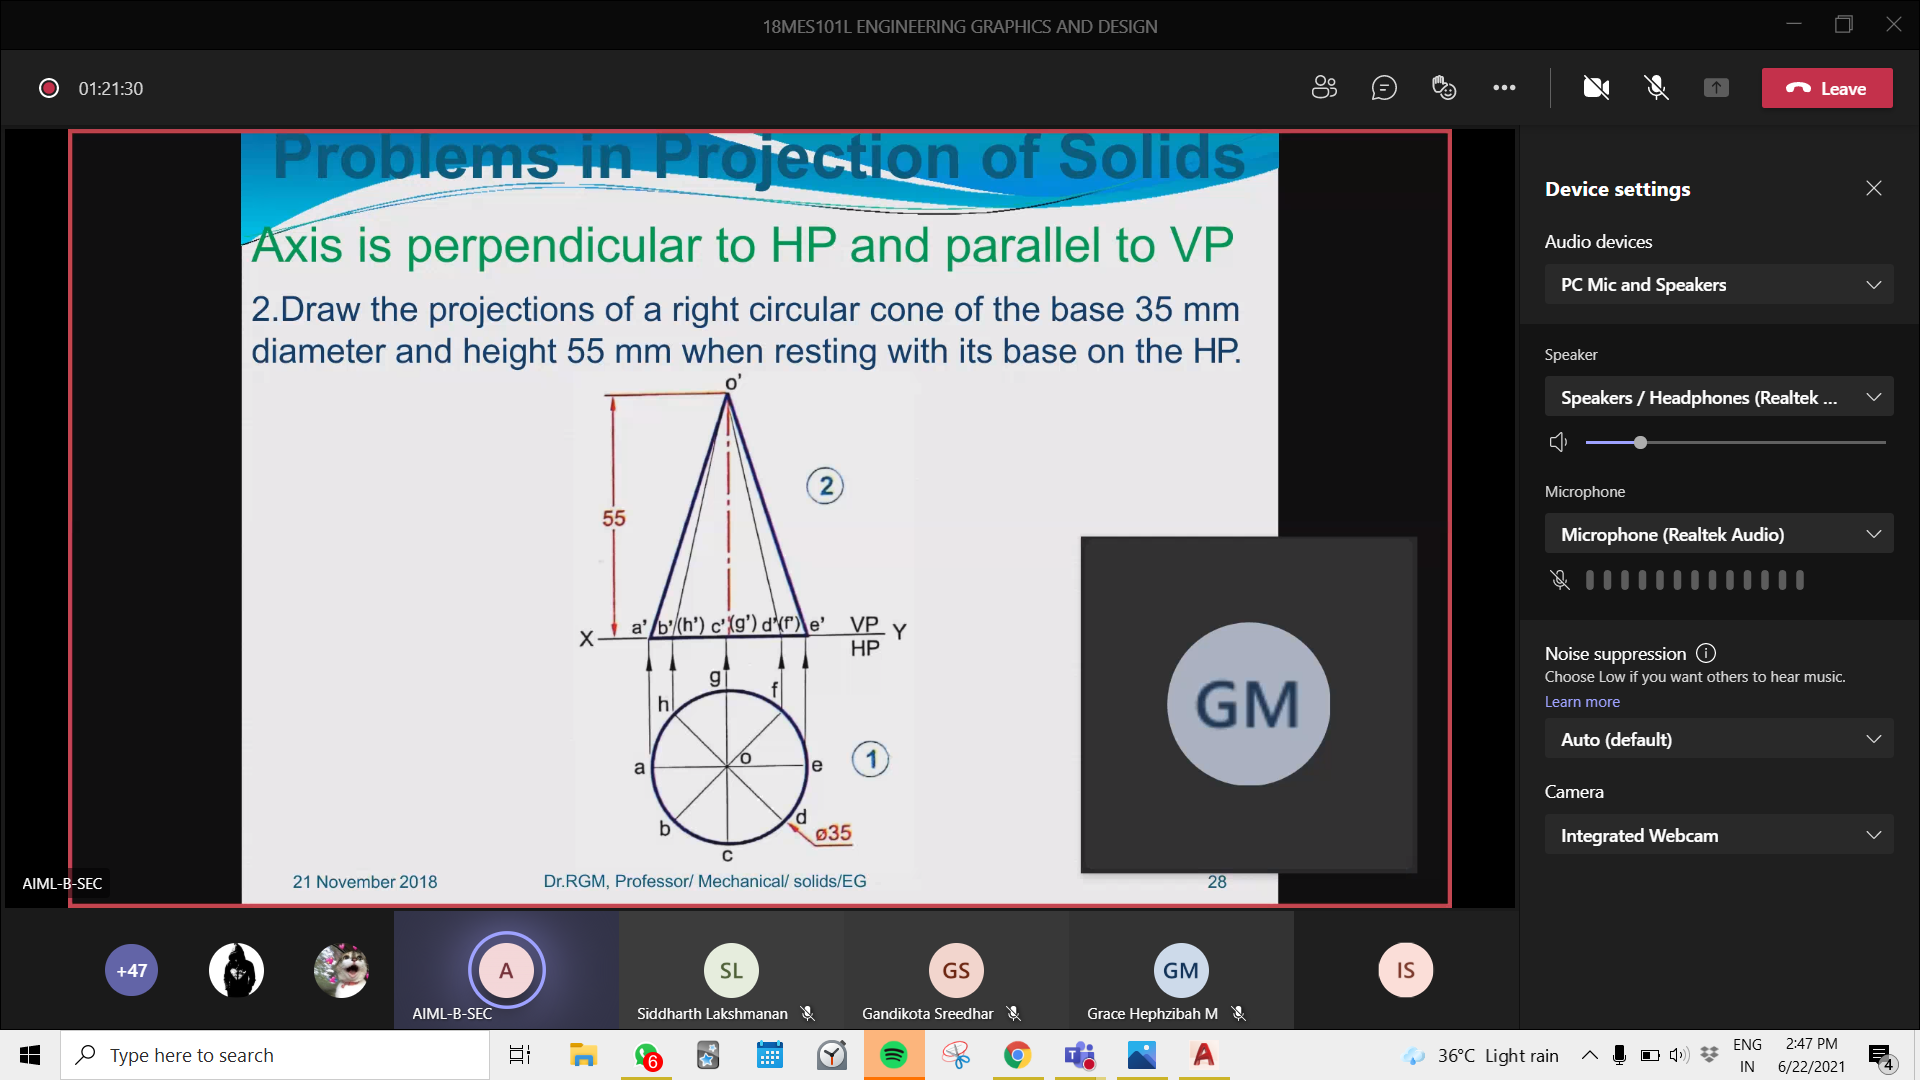 18MES101L ENGINEERING GRAPHICS AND DESIGN
01:21:30
Leave
Problems in Projection of Solids
Axis is perpendicular to HP and parallel to VP
2.Draw the projections of a right circular cone of the base 35 mm
diameter and height 55 mm when resting with its base on the HP.
o'
2
55
a' b'(h') c'(g') d'(f') e' VP
X Y
HP
g
f
h
o
a e 1
d
b ø35
c
21 November 2018 Dr.RGM, Professor/ Mechanical/ solids/EG 28
GM
AIML-B-SEC
Device settings
Audio devices
PC Mic and Speakers
Speaker
Speakers / Headphones (Realtek ...
Microphone
Microphone (Realtek Audio)
Noise suppression
Choose Low if you want others to hear music.
Learn more
Auto (default)
Camera
Integrated Webcam
+47 A SL GS GM IS
AIML-B-SEC Siddharth Lakshmanan Gandikota Sreedhar Grace Hephzibah M
Type here to search
6
36°C Light rain
ENG
IN
2:47 PM
6/22/2021
4